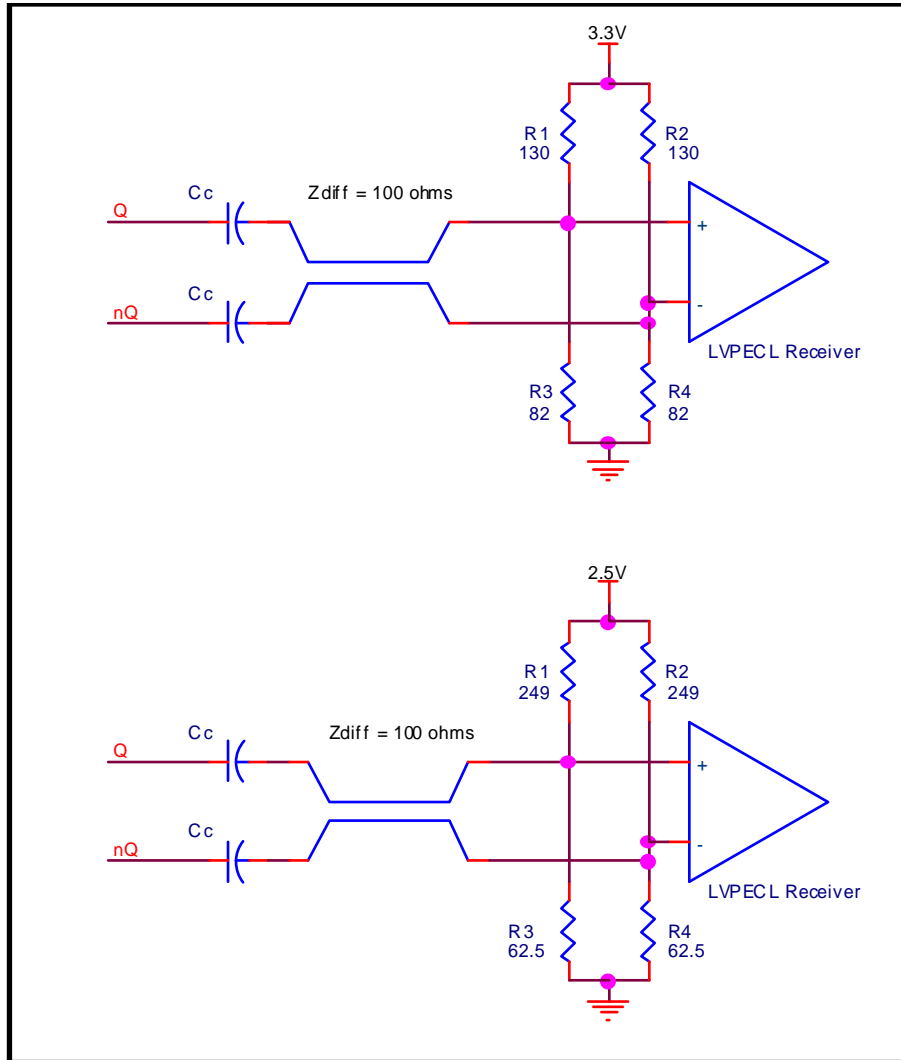 3.3V
R1
130
R2
130
Cc
Zdiff = 100 ohms
Q
+
Cc
nQ
-
LVPECL Receiver
R3
82
R4
82
2.5V
R1
249
R2
249
Cc
Zdiff = 100 ohms
Q
+
Cc
nQ
-
LVPECL Receiver
R3
62.5
R4
62.5